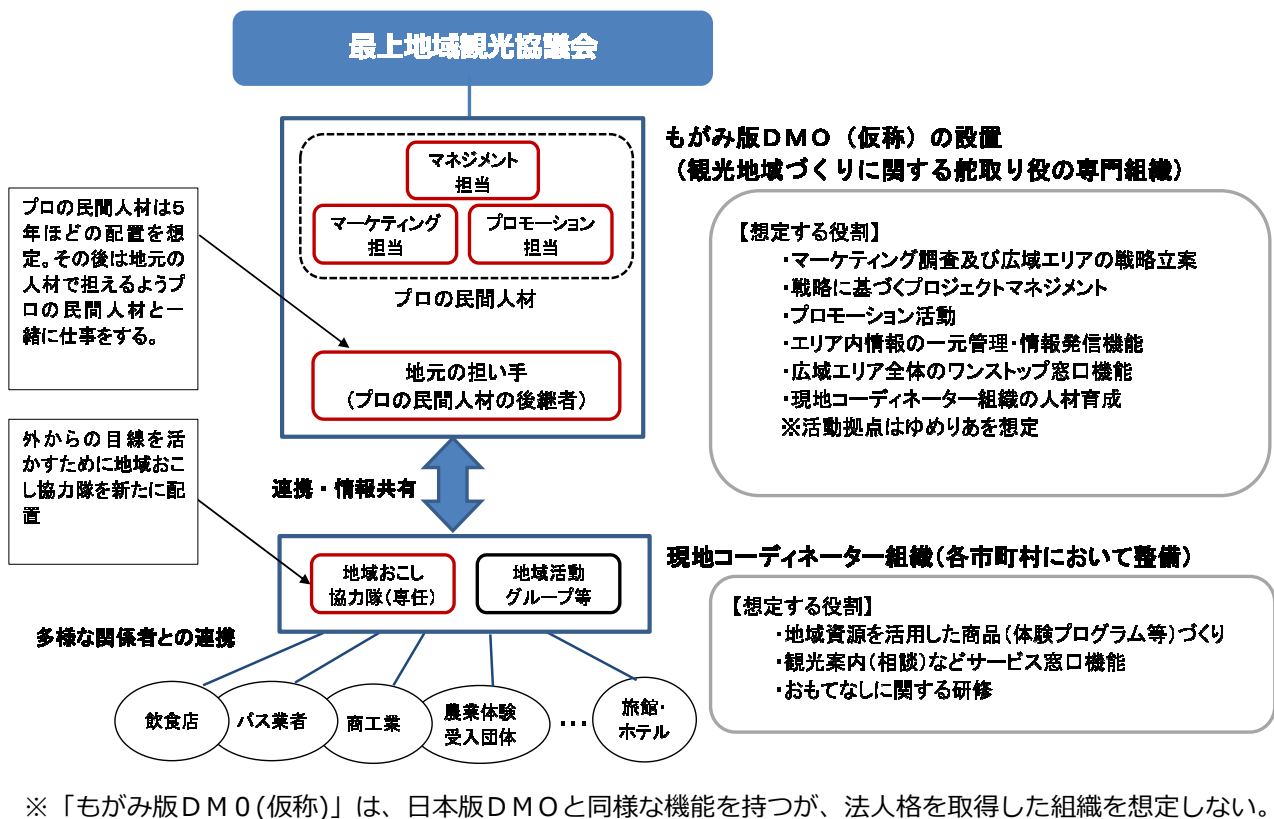 最上地域観光協議会
もがみ版ＤＭＯ（仮称）の設置
（観光地域づくりに関する舵取り役の専門組織）
マネジメント
担当
マーケティング
担当
プロモーション
担当
プロの民間人材
地元の担い手
（プロの民間人材の後継者）
プロの民間人材は５
年ほどの配置を想
定。その後は地元の
人材で担えるようプ
ロの民間人材と一
緒に仕事をする。
【想定する役割】
・マーケティング調査及び広域エリアの戦略立案
・戦略に基づくプロジェクトマネジメント
・プロモーション活動
・エリア内情報の一元管理・情報発信機能
・広域エリア全体のワンストップ窓口機能
・現地コーディネーター組織の人材育成
※活動拠点はゆめりあを想定
外からの目線を活
かすために地域おこ
し協力隊を新たに配
置
連携・情報共有
現地コーディネーター組織（各市町村において整備）
地域おこし
協力隊（専任）
地域活動
グループ等
【想定する役割】
・地域資源を活用した商品（体験プログラム等）づくり
・観光案内（相談）などサービス窓口機能
・おもてなしに関する研修
多様な関係者との連携
飲食店
バス業者
商工業
農業体験
受入団体
…
旅館・
ホテル
※「もがみ版ＤＭ０(仮称)」は、日本版ＤＭＯと同様な機能を持つが、法人格を取得した組織を想定しない。